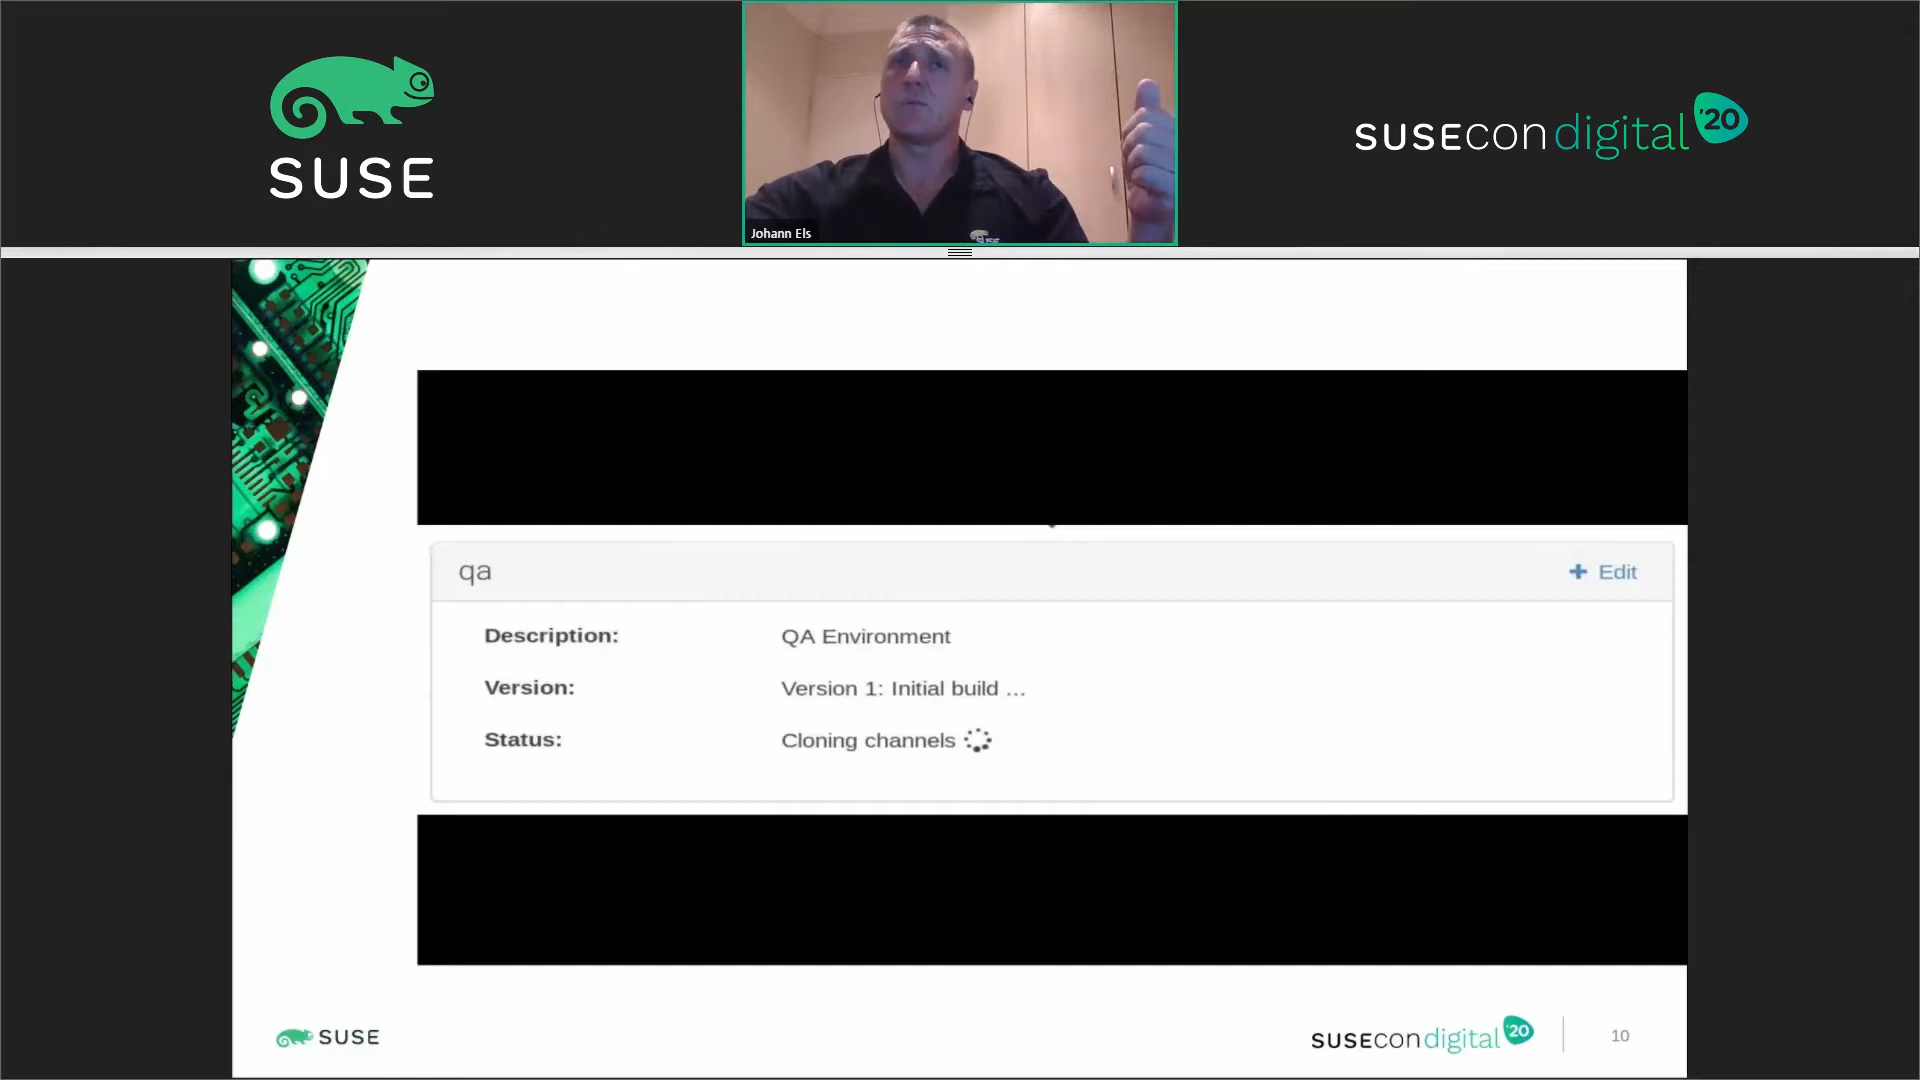 SUSE
SUSECON digital '20
Johann Els
SUSE
qa
+ Edit
Description: QA Environment
Version: Version 1: Initial build ...
Status: Cloning channels
SUSE
SUSECON digital '20
10